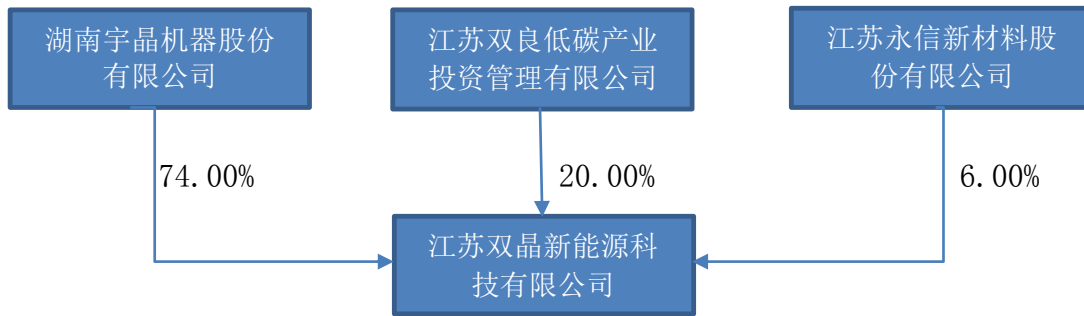 湖南宇晶机器股份
有限公司
江苏双良低碳产业
投资管理有限公司
江苏永信新材料股
份有限公司
74.00%
20.00%
6.00%
江苏双晶新能源科
技有限公司